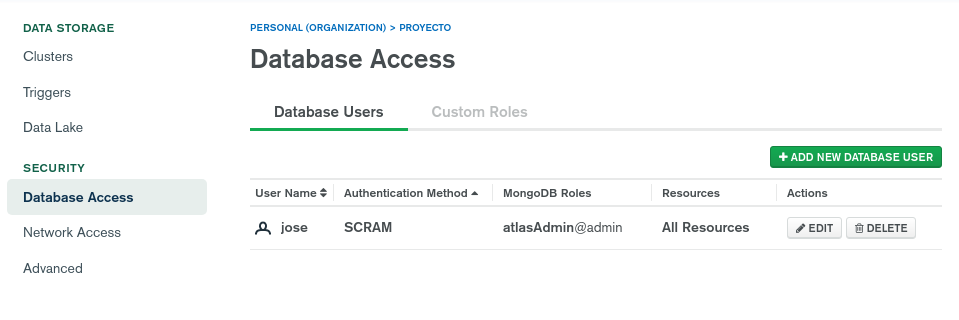 DATA STORAGE
Clusters
Triggers
Data Lake
SECURITY
Database Access
Network Access
Advanced
PERSONAL (ORGANIZATION) > PROYECTO
Database Access
Database Users Custom Roles
+ ADD NEW DATABASE USER
User Name Authentication Method MongoDB Roles Resources Actions
jose SCRAM atlasAdmin@admin All Resources EDIT DELETE